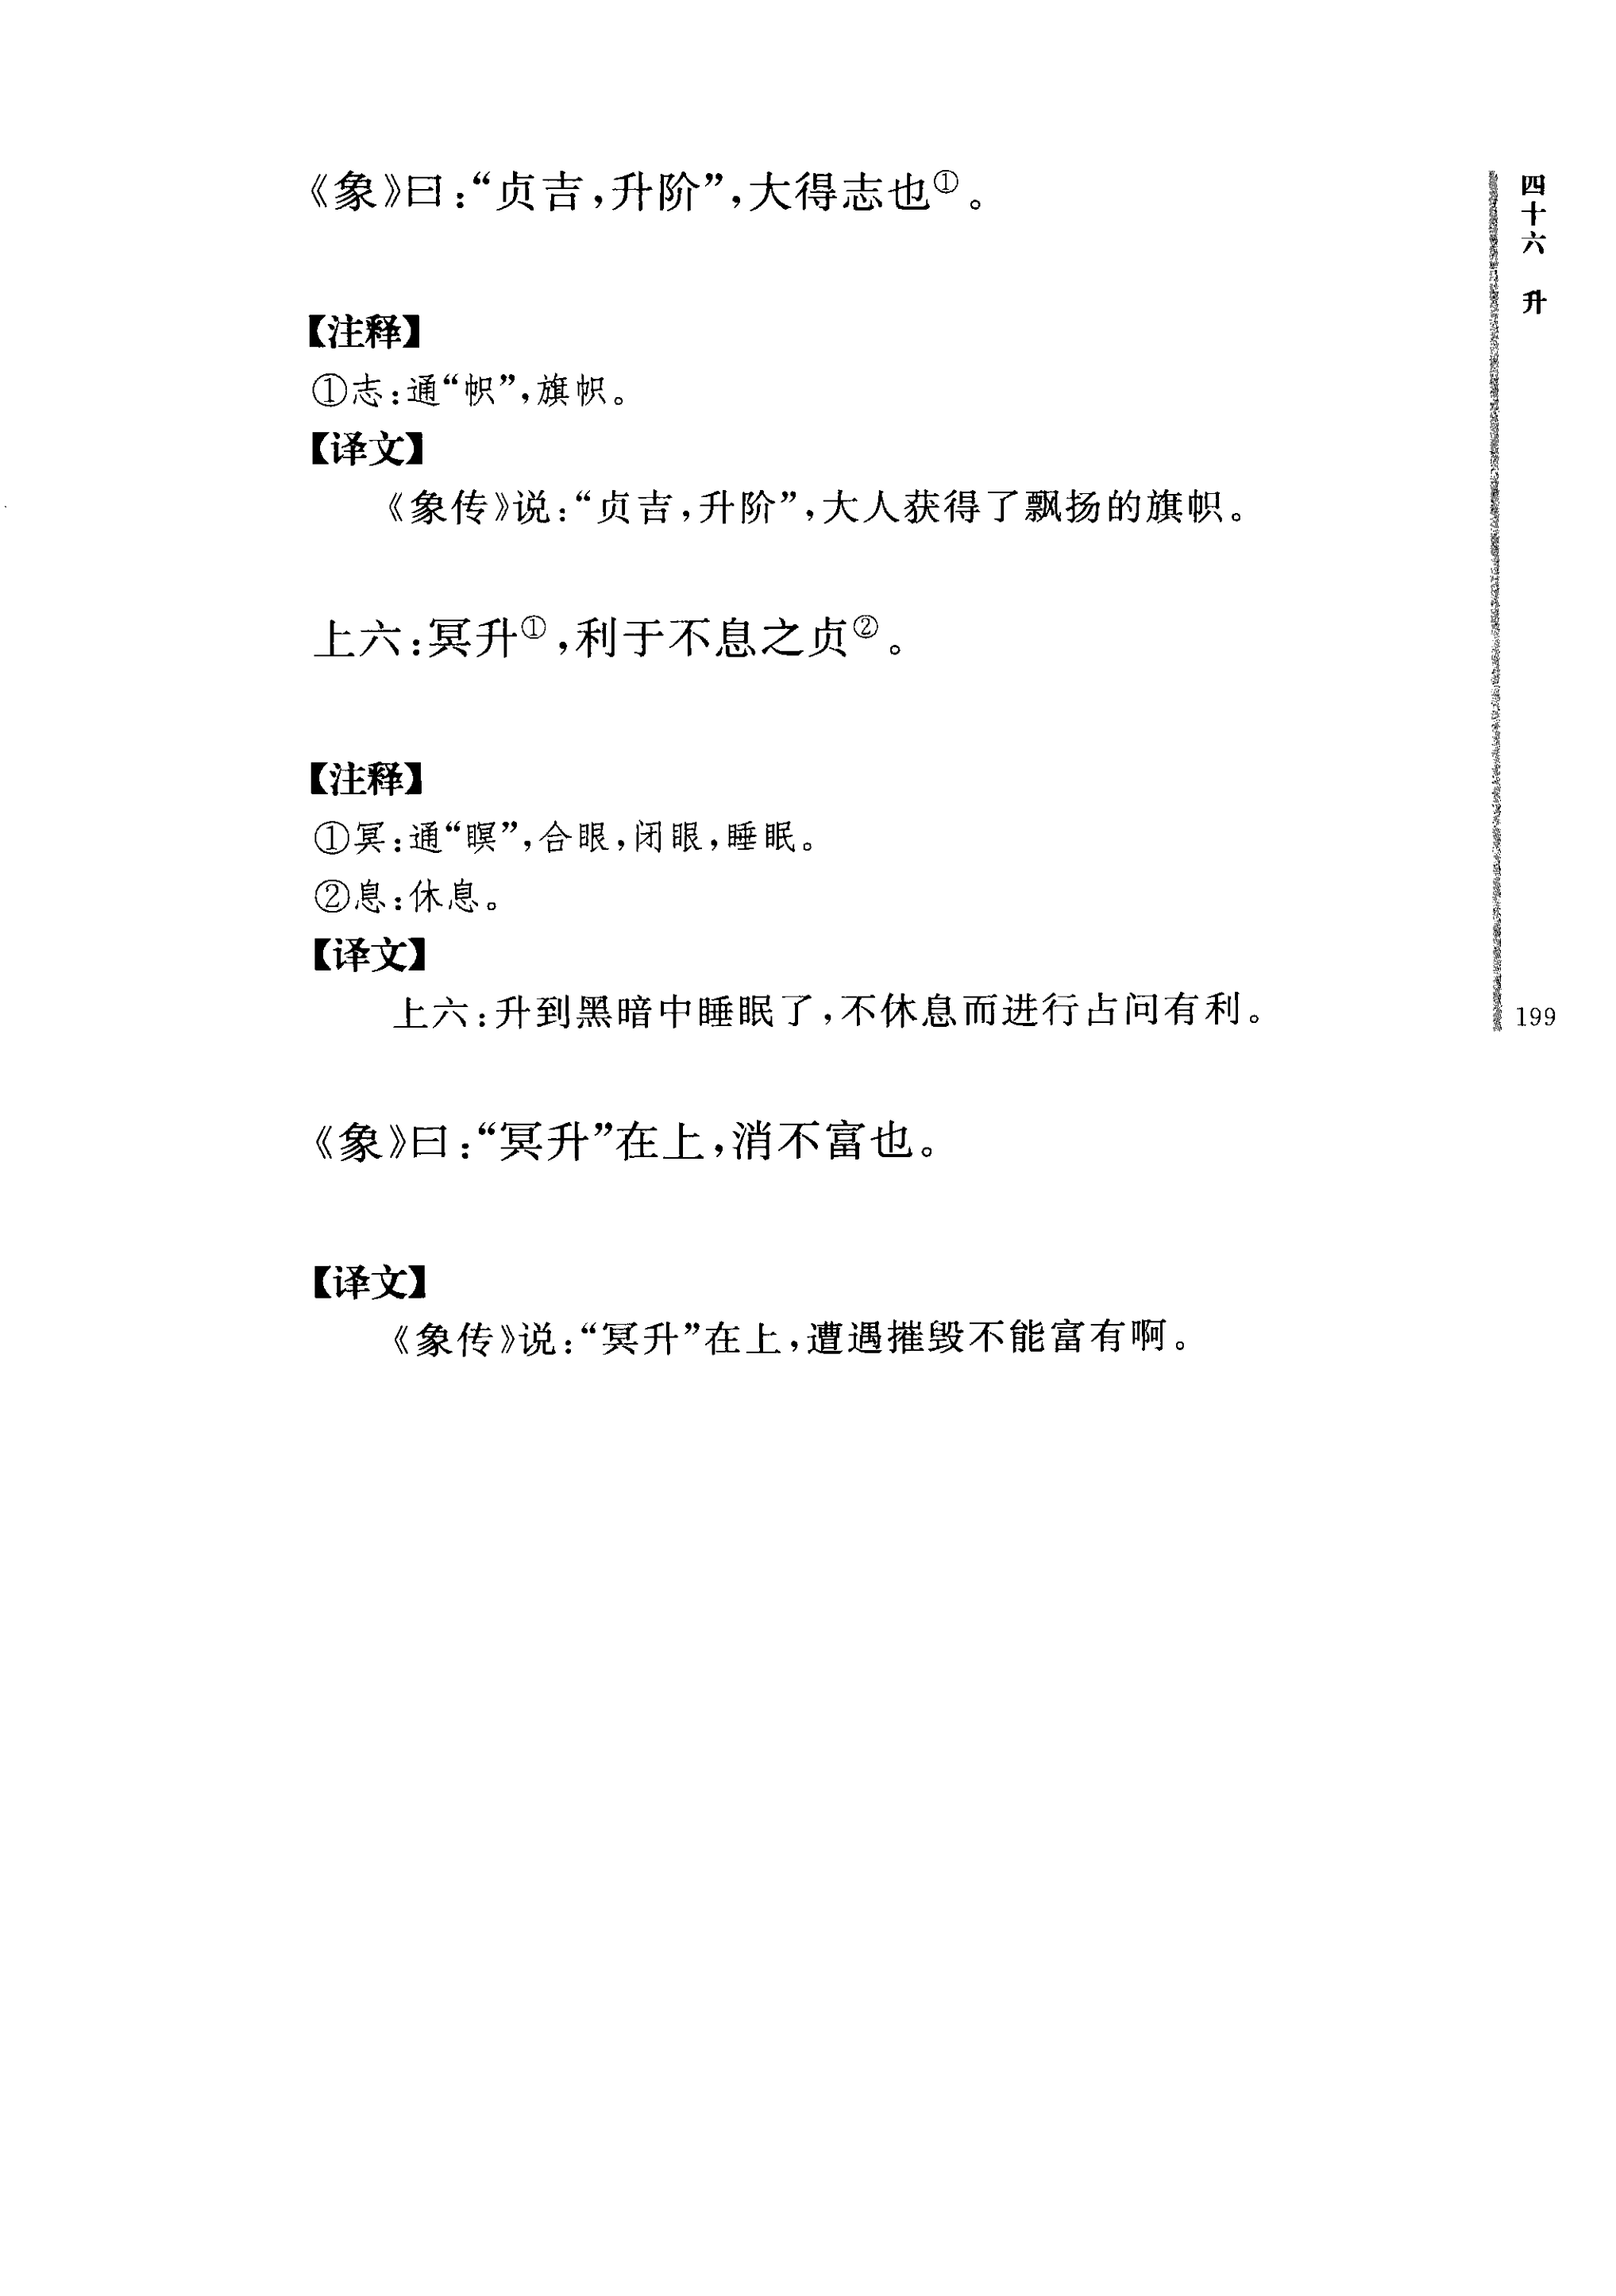 《象》曰:“贞吉,升阶”,大得志也①。
【注释】
①志:通“帜”,旗帜。
【译文】
《象传》说:“贞吉,升阶”,大人获得了飘扬的旗帜。
上六:冥升①,利于不息之贞②。
【注释】
①冥:通“瞑”,合眼,闭眼,睡眠。
②息:休息。
【译文】
上六:升到黑暗中睡眠了,不休息而进行占问有利。
《象》曰:“冥升”在上,消不富也。
【译文】
《象传》说:“冥升”在上,遭遇摧毁不能富有啊。
四十六 升
199